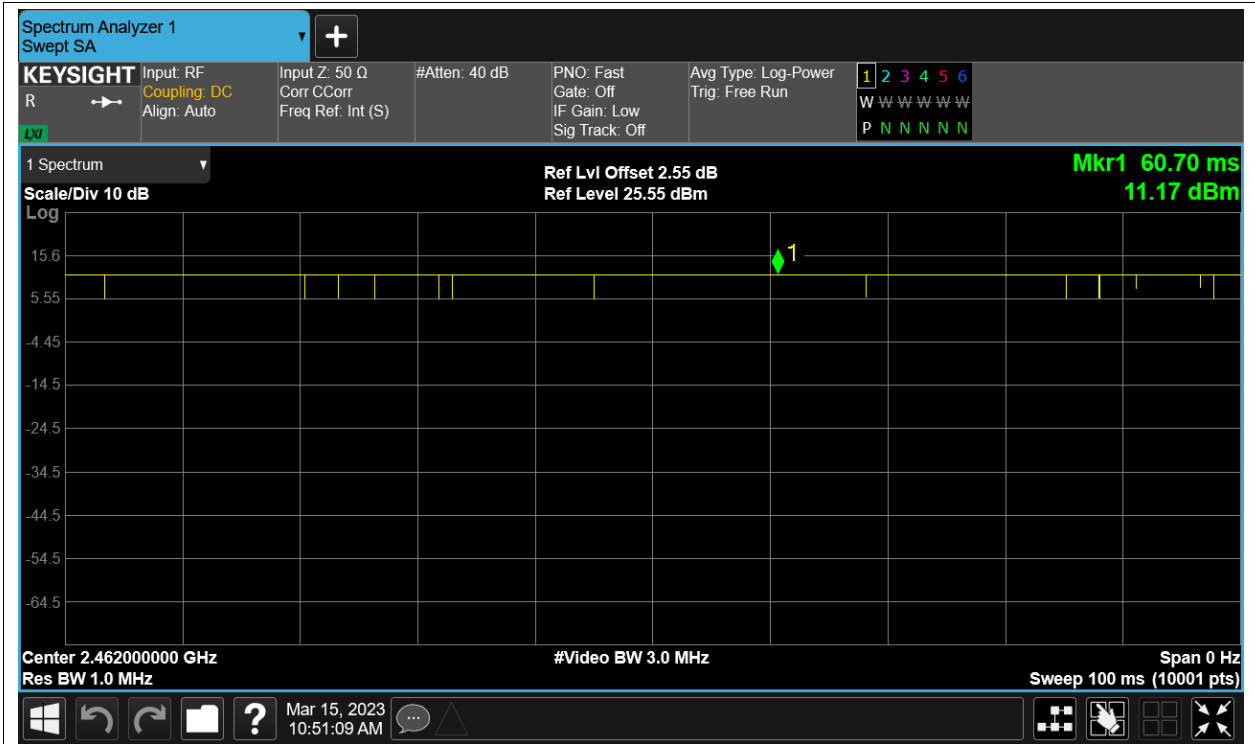 Spectrum Analyzer 1
Swept SA
+
KEYSIGHT
R
LXI
Input: RF
Coupling: DC
Align: Auto
Input Z: 50 Ω
Corr CCorr
Freq Ref: Int (S)
#Atten: 40 dB
PNO: Fast
Gate: Off
IF Gain: Low
Sig Track: Off
Avg Type: Log-Power
Trig: Free Run
1 2 3 4 5 6
W W W W W W
P N N N N N
1 Spectrum
Scale/Div 10 dB
Log
Ref Lvl Offset 2.55 dB
Ref Level 25.55 dBm
Mkr1 60.70 ms
11.17 dBm
1
15.6
5.55
-4.45
-14.5
-24.5
-34.5
-44.5
-54.5
-64.5
Center 2.462000000 GHz
Res BW 1.0 MHz
#Video BW 3.0 MHz
Span 0 Hz
Sweep 100 ms (10001 pts)
?
Mar 15, 2023
10:51:09 AM